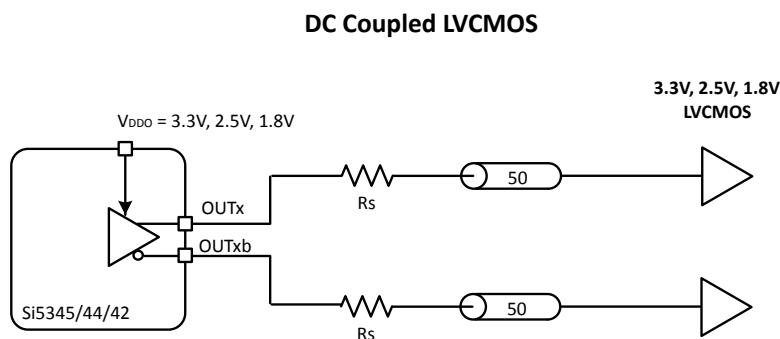 DC Coupled LVCMOS
3.3V, 2.5V, 1.8V
LVCMOS
VDDO = 3.3V, 2.5V, 1.8V
OUTx
Rs
50
OUTxb
Si5345/44/42
Rs
50